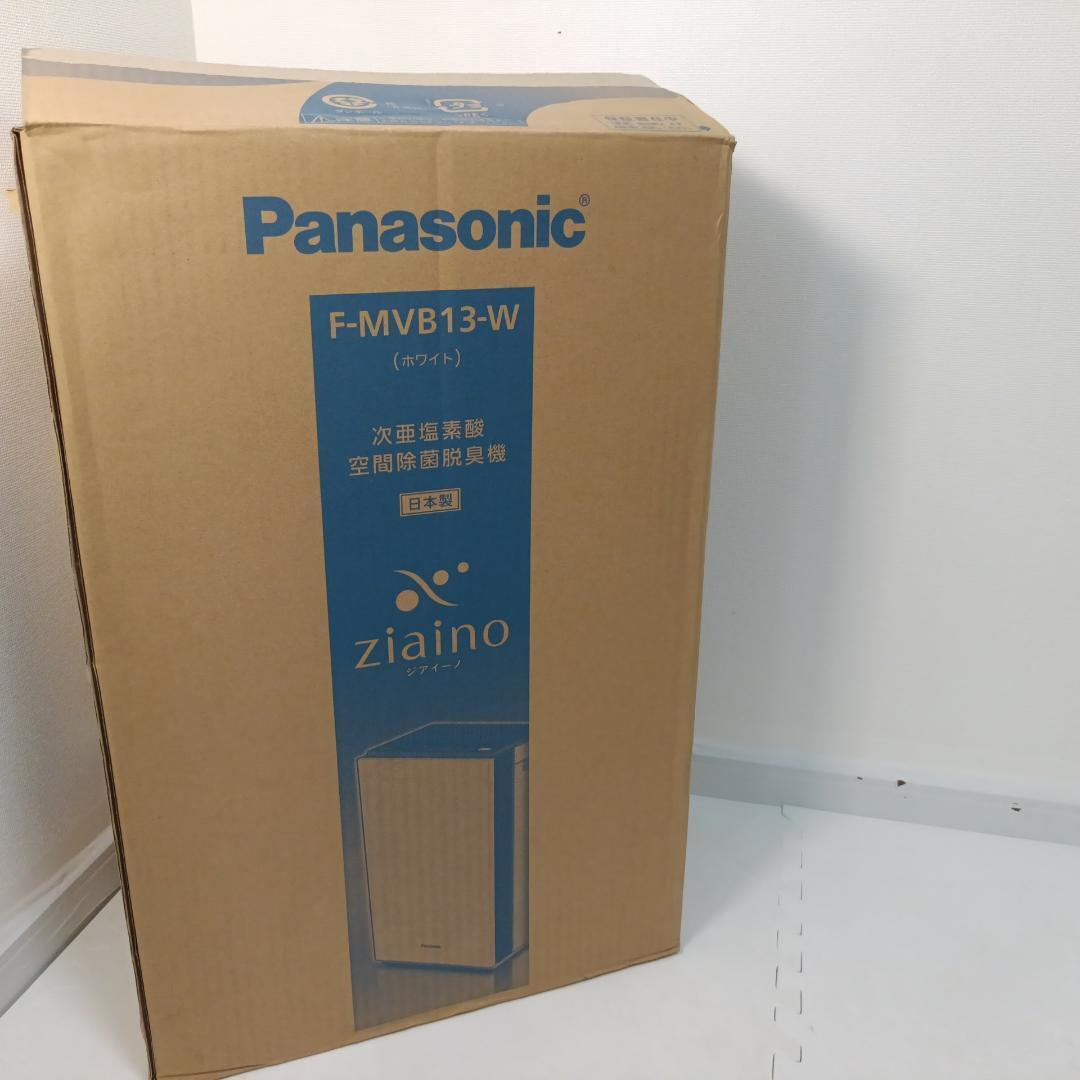 Panasonic®
F-MVB13-W
(ホワイト)
次亜塩素酸
空間除菌脱臭機
日本製
ziaino
ジアイーノ
Panasonic